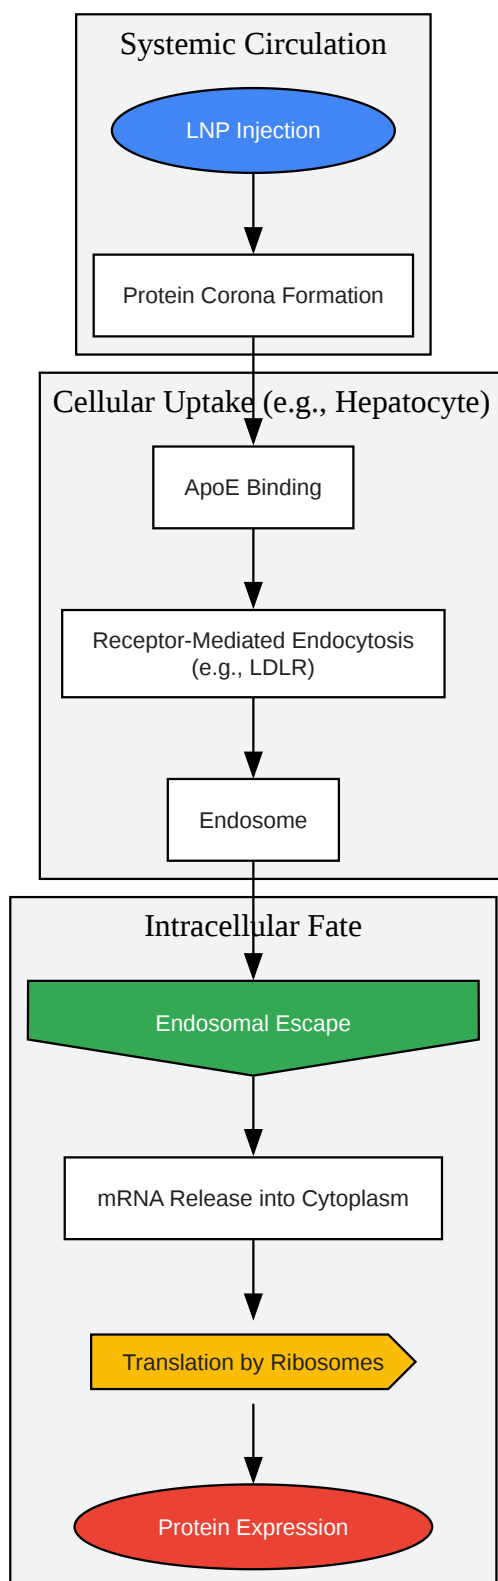 Systemic Circulation
LNP Injection
Protein Corona Formation
Cellular Uptake (e.g., Hepatocyte)
ApoE Binding
Receptor-Mediated Endocytosis
(e.g., LDLR)
Endosome
Intracellular Fate
Endosomal Escape
mRNA Release into Cytoplasm
Translation by Ribosomes
Protein Expression